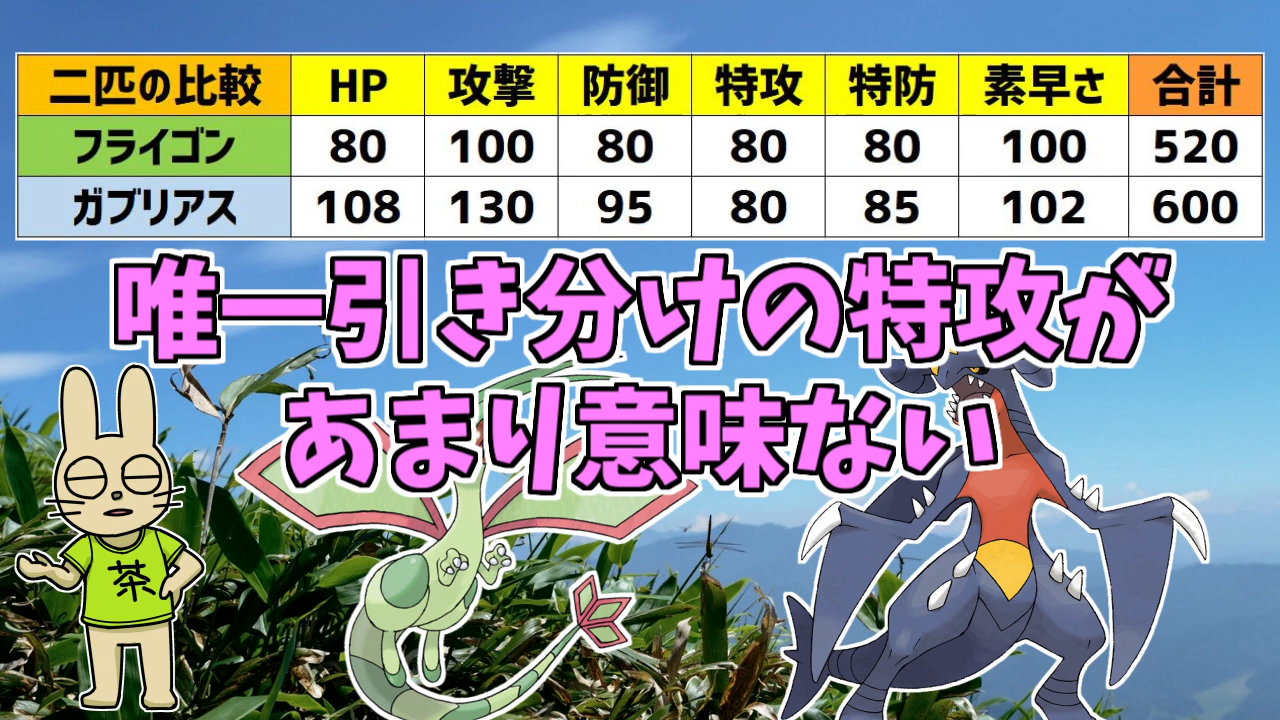 二匹の比較 HP 攻撃 防御 特攻 特防 素早さ 合計
フライゴン 80 100 80 80 80 100 520
ガブリアス 108 130 95 80 85 102 600
唯一引き分けの特攻が
あまり意味ない
茶